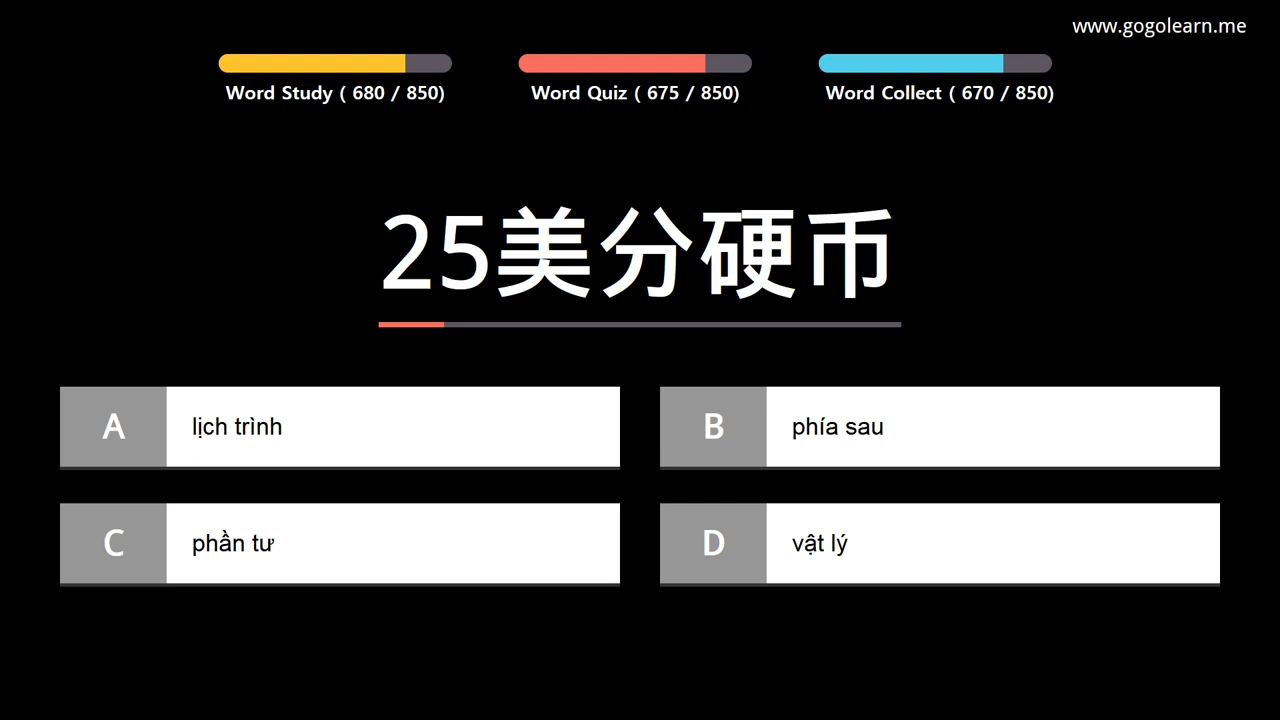 www.gogolearn.me
Word Study ( 680 / 850)
Word Quiz ( 675 / 850)
Word Collect ( 670 / 850)
25美分硬币
A
lịch trình
B
phía sau
C
phần tư
D
vật lý